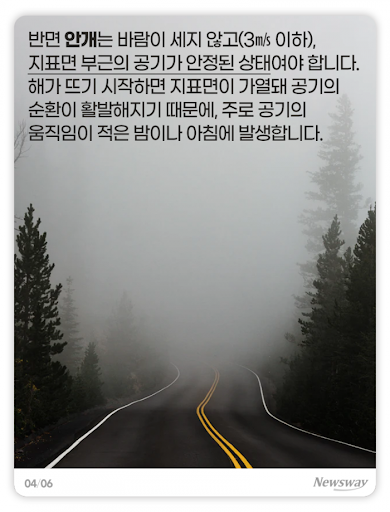 반면 안개는 바람이 세지 않고(3㎧ 이하),
지표면 부근의 공기가 안정된 상태여야 합니다.
해가 뜨기 시작하면 지표면이 가열돼 공기의
순환이 활발해지기 때문에, 주로 공기의
움직임이 적은 밤이나 아침에 발생합니다.
04/06
Newsway